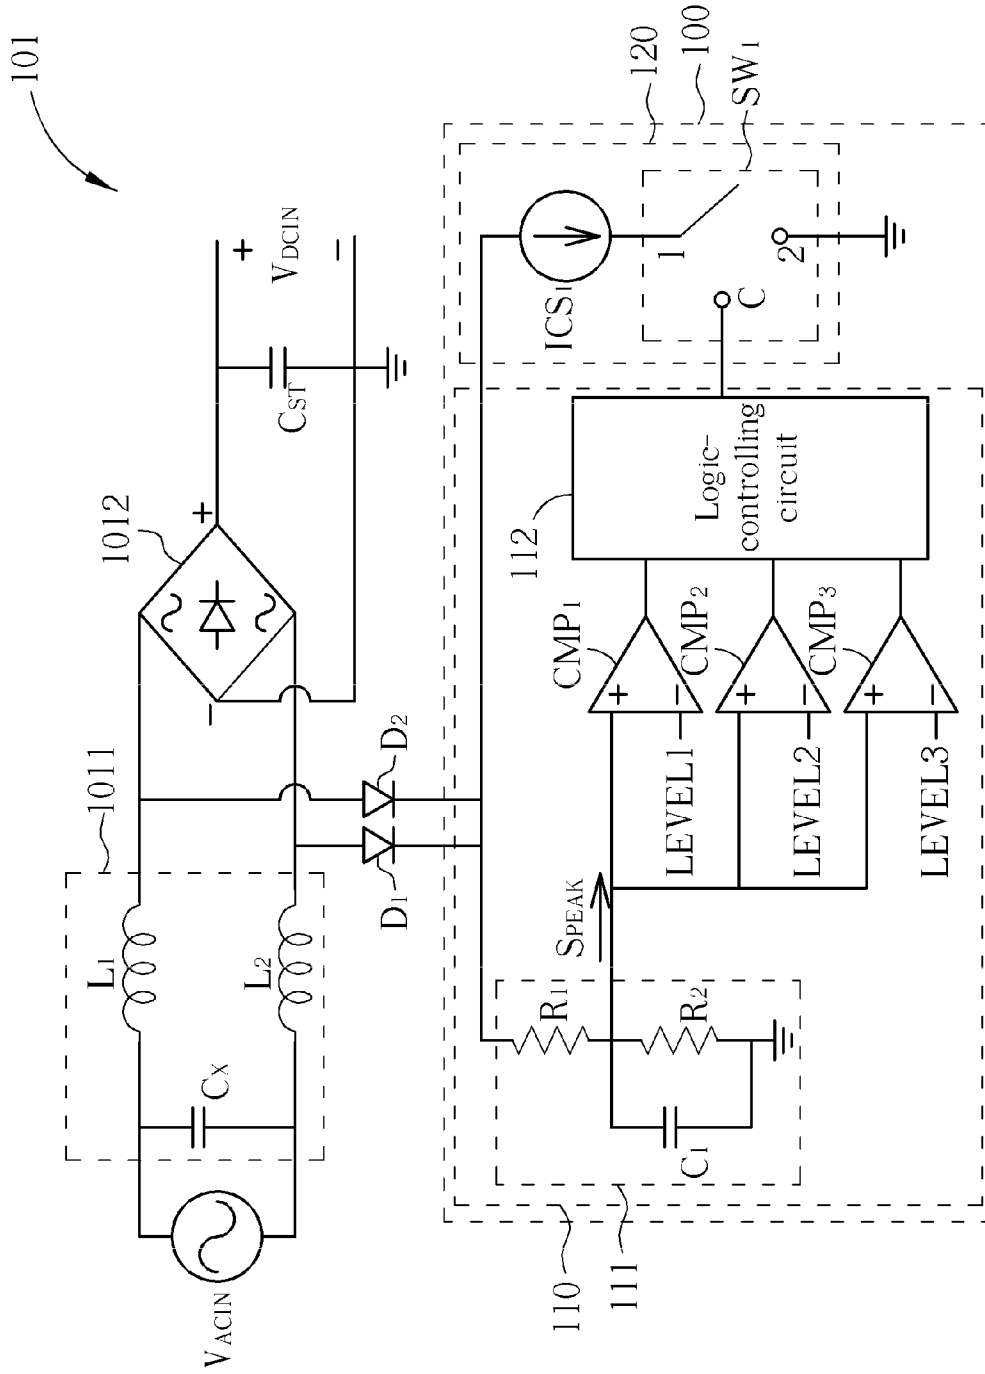 101
1011
1012
L1
L2
CX
VACIN
+
−
CST
+
VDCIN
−
D1
D2
100
120
SW1
ICS1
1
2
C
110
111
R1
R2
C1
SPEAK
112
Logic-
controlling
circuit
CMP1
CMP2
CMP3
+
−
+
−
+
−
LEVEL1
LEVEL2
LEVEL3